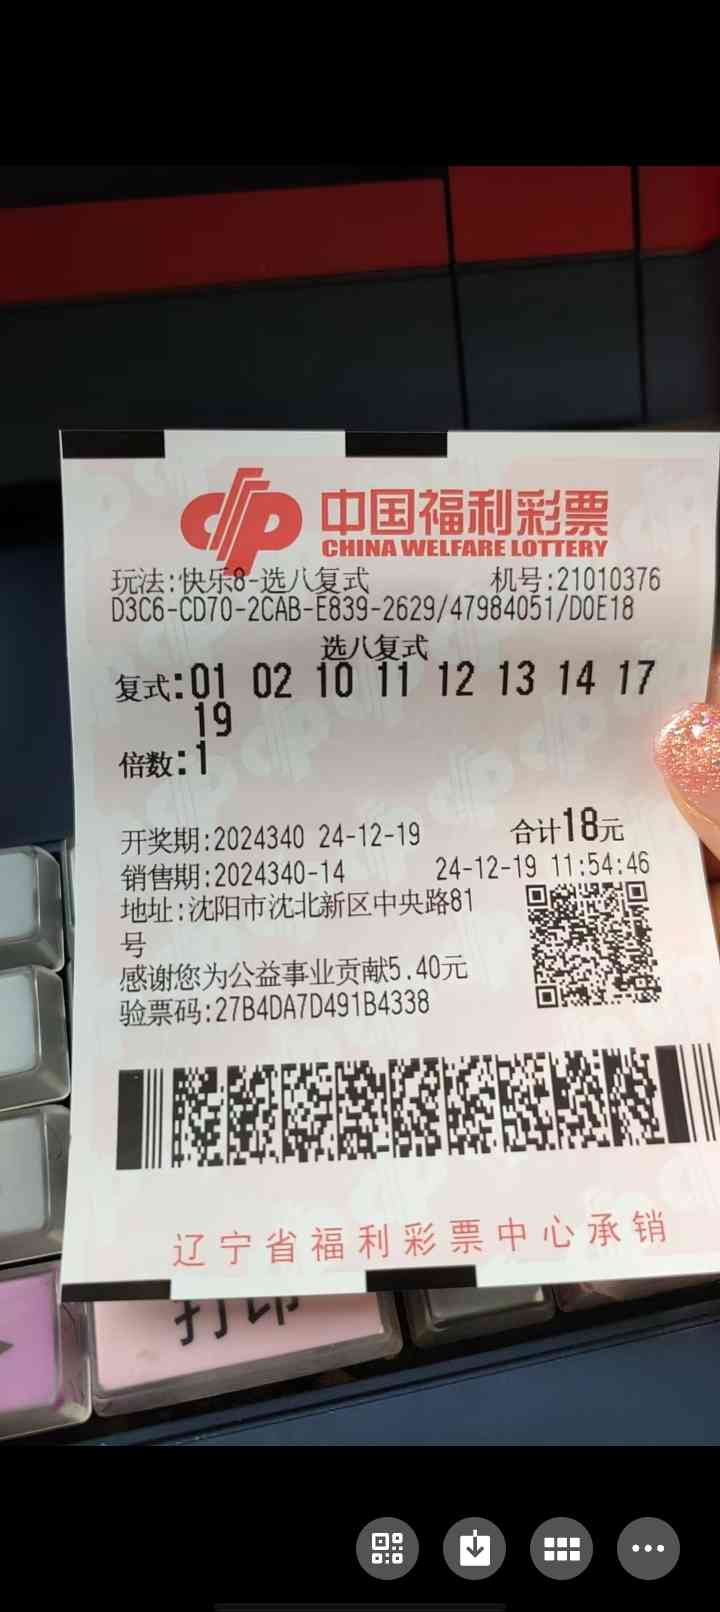 中国福利彩票
CHINA WELFARE LOTTERY
玩法:快乐8-选八复式 机号:21010376
D3C6-CD70-2CAB-E839-2629/47984051/D0E18
选八复式
复式:01 02 10 11 12 13 14 17
19
倍数:1
开奖期:2024340 24-12-19 合计18元
销售期:2024340-14 24-12-19 11:54:46
地址:沈阳市沈北新区中央路81
号
感谢您为公益事业贡献5.40元
验票码:27B4DA7D491B4338
辽宁省福利彩票中心承销
打印